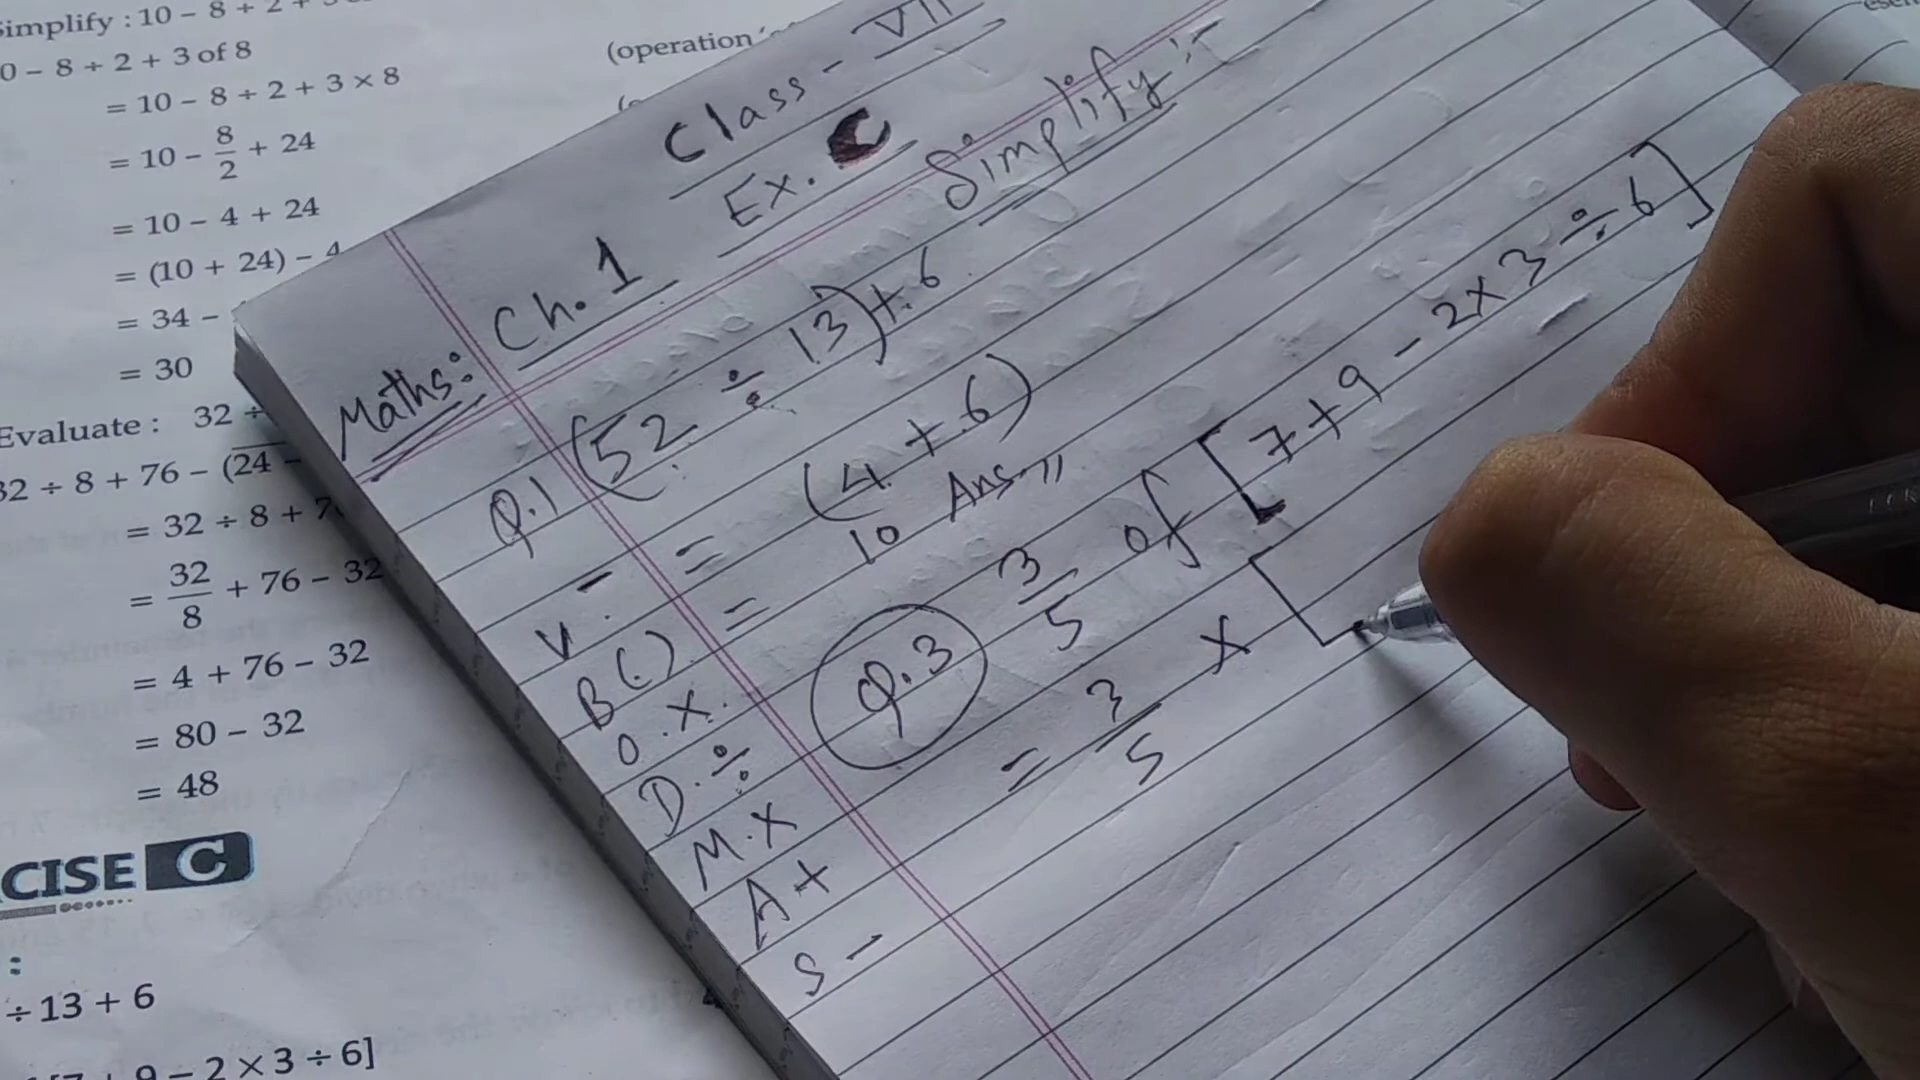 Simplify : 10 – 8 ÷ 2 +
0 – 8 ÷ 2 + 3 of 8
(operation
= 10 – 8 ÷ 2 + 3 × 8
= 10 – 8/2 + 24
= 10 – 4 + 24
= (10 + 24) – 4
= 34 –
= 30
Evaluate : 32 ÷
32 ÷ 8 + 76 – (24 –
= 32 ÷ 8 + 7
= 32/8 + 76 – 32
= 4 + 76 – 32
= 80 – 32
= 48
CISE C
:
÷ 13 + 6
[7 + 9 – 2 × 3 ÷ 6]
Class - VII
Maths: Ch. 1 Ex. C
Simplify :-
Q.1 (52 ÷ 13) + 6
= (4 + 6)
= 10 Ans.
V. –
B ( )
O. ×
D. ÷
M. ×
A +
S –
Q.3 3/5 of [7 + 9 - 2 × 3 ÷ 6]
= 3/5 × [